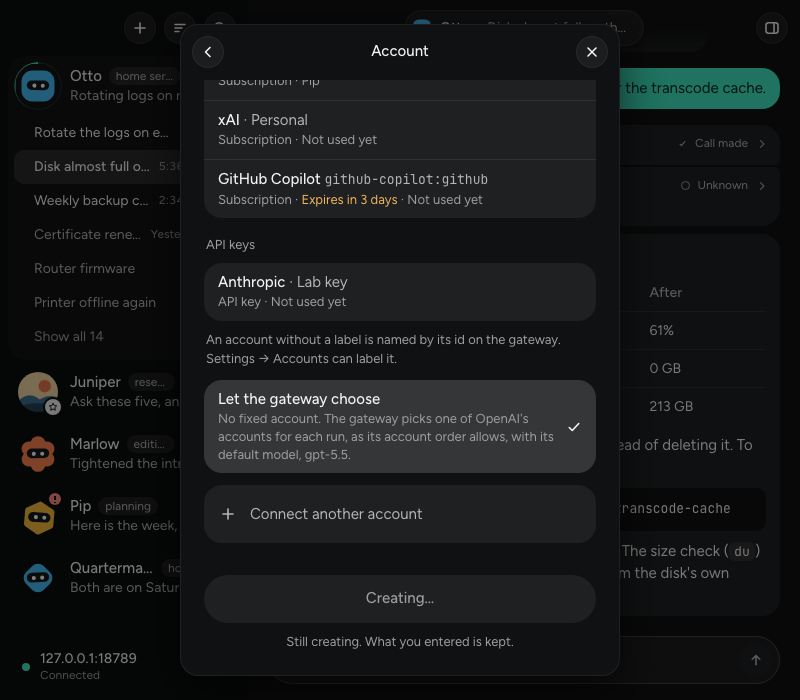 Account
Subscription · Pip
xAI · Personal
Subscription · Not used yet
GitHub Copilot github-copilot:github
Subscription · Expires in 3 days · Not used yet
API keys
Anthropic · Lab key
API key · Not used yet
An account without a label is named by its id on the gateway.
Settings → Accounts can label it.
Let the gateway choose
No fixed account. The gateway picks one of OpenAI's
accounts for each run, as its account order allows, with its
default model, gpt-5.5.
Connect another account
Creating…
Still creating. What you entered is kept.
Otto home ser…
Rotating logs on
Rotate the logs on e…
Disk almost full o… 5:36
Weekly backup c… 2:34
Certificate rene… Yeste
Router firmware
Printer offline again
Show all 14
Juniper rese…
Ask these five, an
Marlow editi…
Tightened the int
Pip planning
Here is the week,
Quarterma… ho
Both are on Satur
127.0.0.1:18789
Connected
the transcode cache.
Call made
Unknown
After
61%
0 GB
213 GB
ead of deleting it. To
transcode-cache
The size check ( du )
m the disk's own